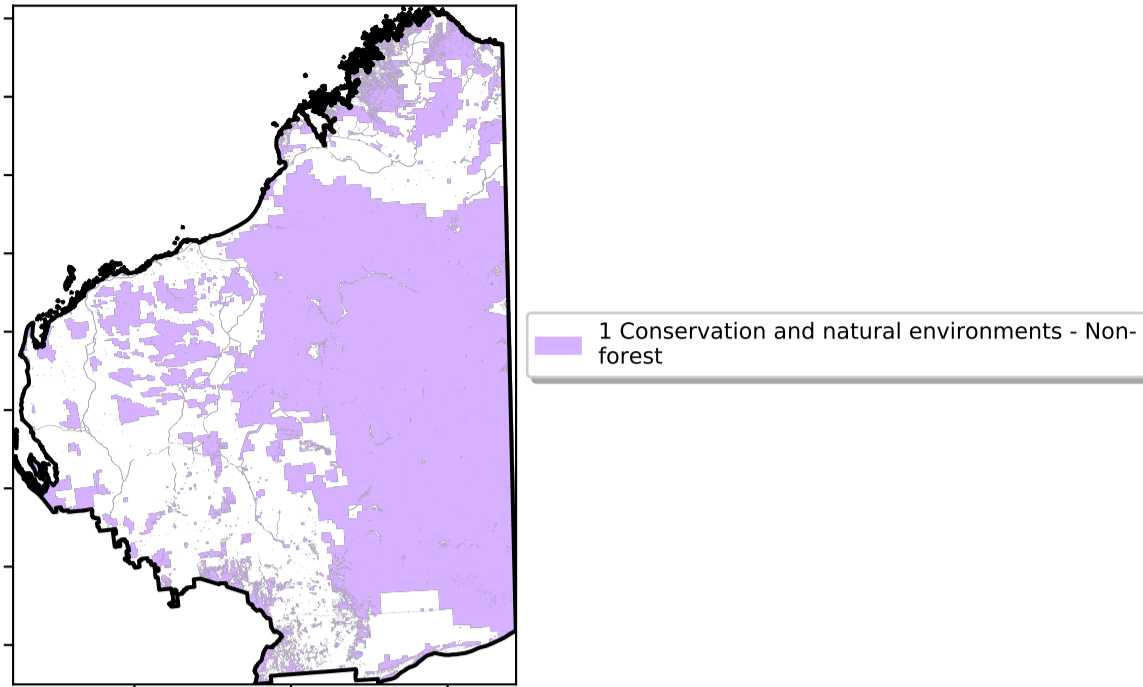 1 Conservation and natural environments - Non-
forest